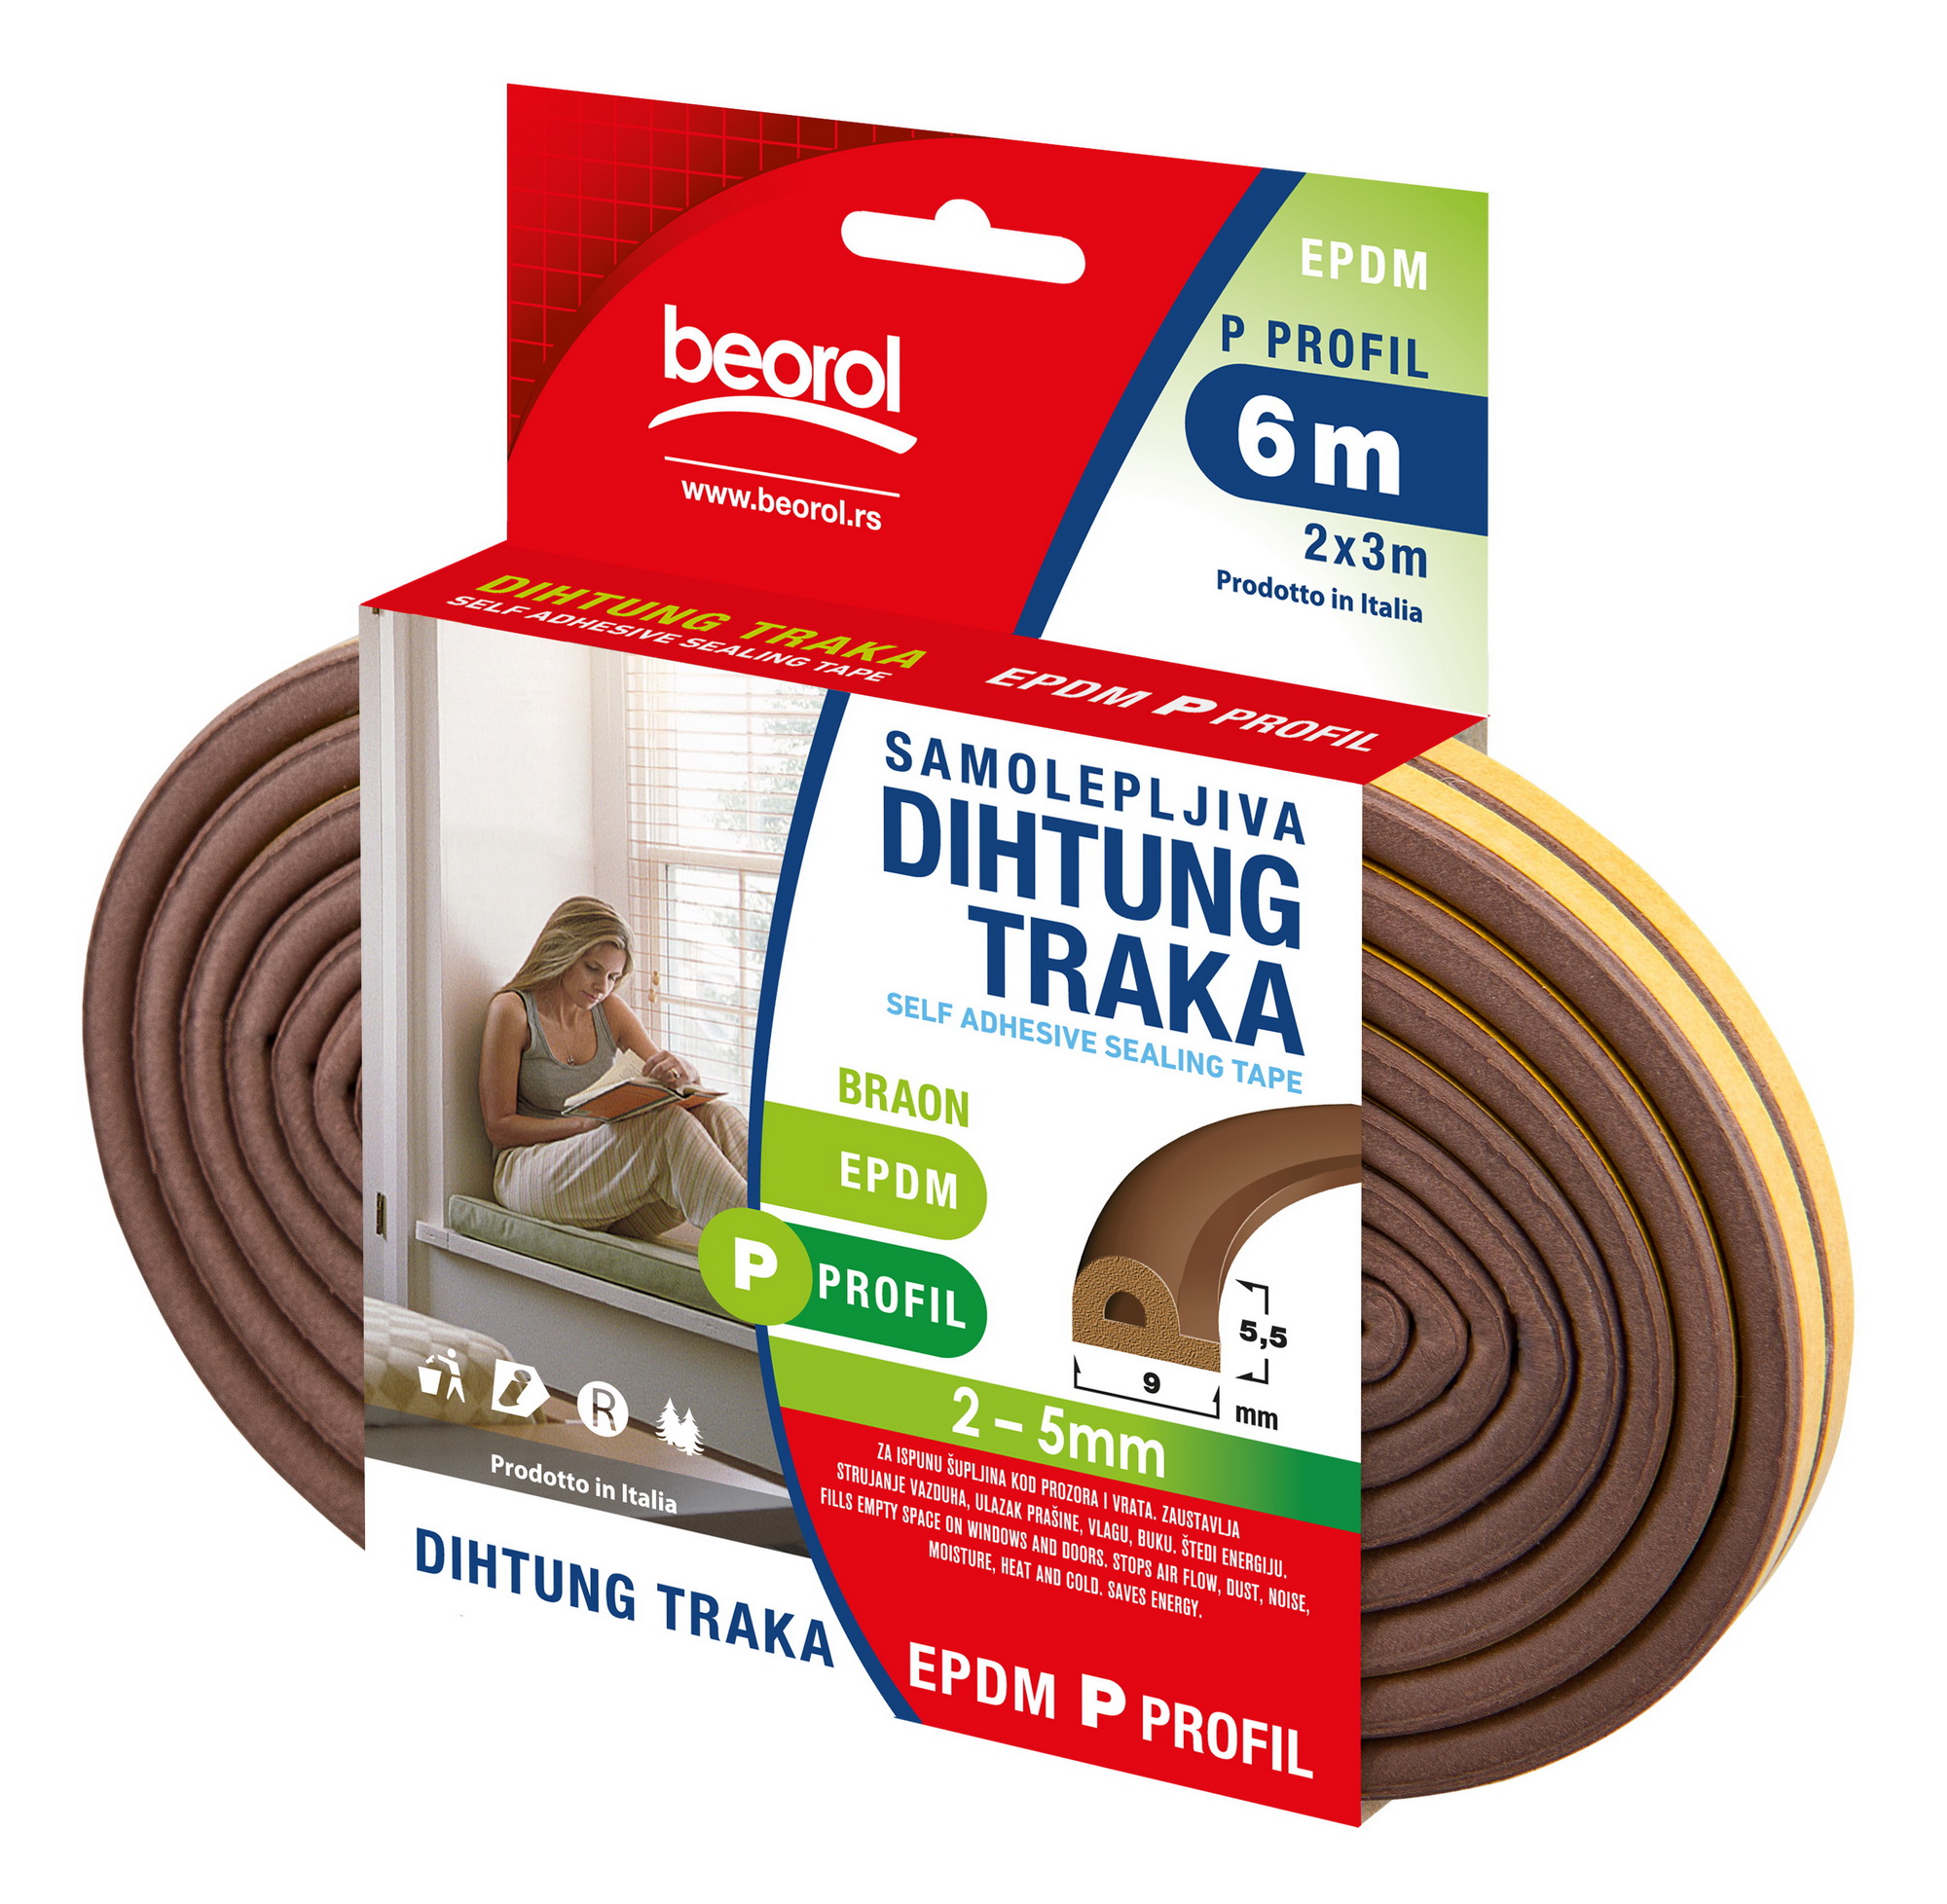 beorol
www.beorol.rs
EPDM
P PROFIL
6 m
2x3m
Prodotto in Italia
DIHTUNG TRAKA
SELF ADHESIVE SEALING TAPE
EPDM P PROFIL
SAMOLEPLJIVA
DIHTUNG
TRAKA
SELF ADHESIVE SEALING TAPE
BRAON
EPDM
P PROFIL
5,5
9
mm
2 – 5mm
R
Prodotto in Italia
ZA ISPUNU ŠUPLJINA KOD PROZORA I VRATA. ZAUSTAVLJA
STRUJANJE VAZDUHA, ULAZAK PRAŠINE, VLAGU, BUKU. ŠTEDI ENERGIJU.
FILLS EMPTY SPACE ON WINDOWS AND DOORS. STOPS AIR FLOW, DUST, NOISE,
MOISTURE, HEAT AND COLD. SAVES ENERGY.
DIHTUNG TRAKA
EPDM P PROFIL